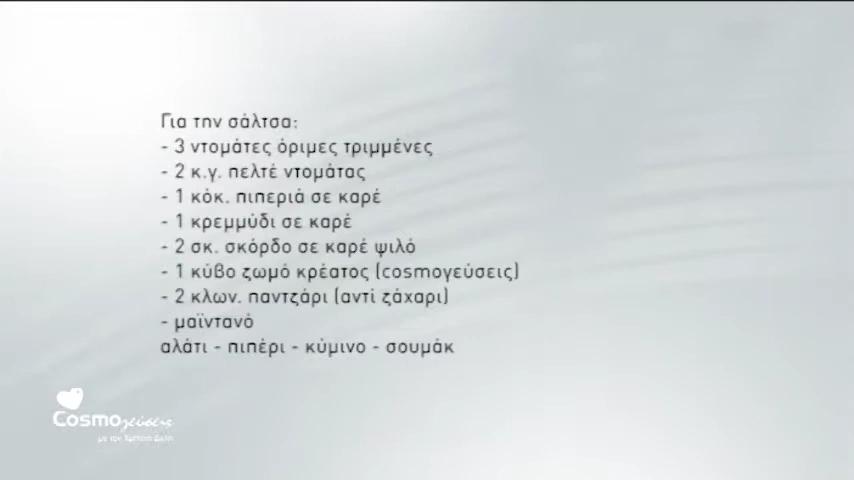 Για την σάλτσα:
- 3 ντομάτες όριμες τριμμένες
- 2 κ.γ. πελτέ ντομάτας
- 1 κόκ. πιπεριά σε καρέ
- 1 κρεμμύδι σε καρέ
- 2 σκ. σκόρδο σε καρέ ψιλό
- 1 κύβο ζωμό κρέατος (cosmoγεύσεις)
- 2 κλων. παντζάρι (αντί ζάχαρι)
- μαϊντανό
αλάτι - πιπέρι - κύμινο - σουμάκ
Cosmoγεύσεις
με τον